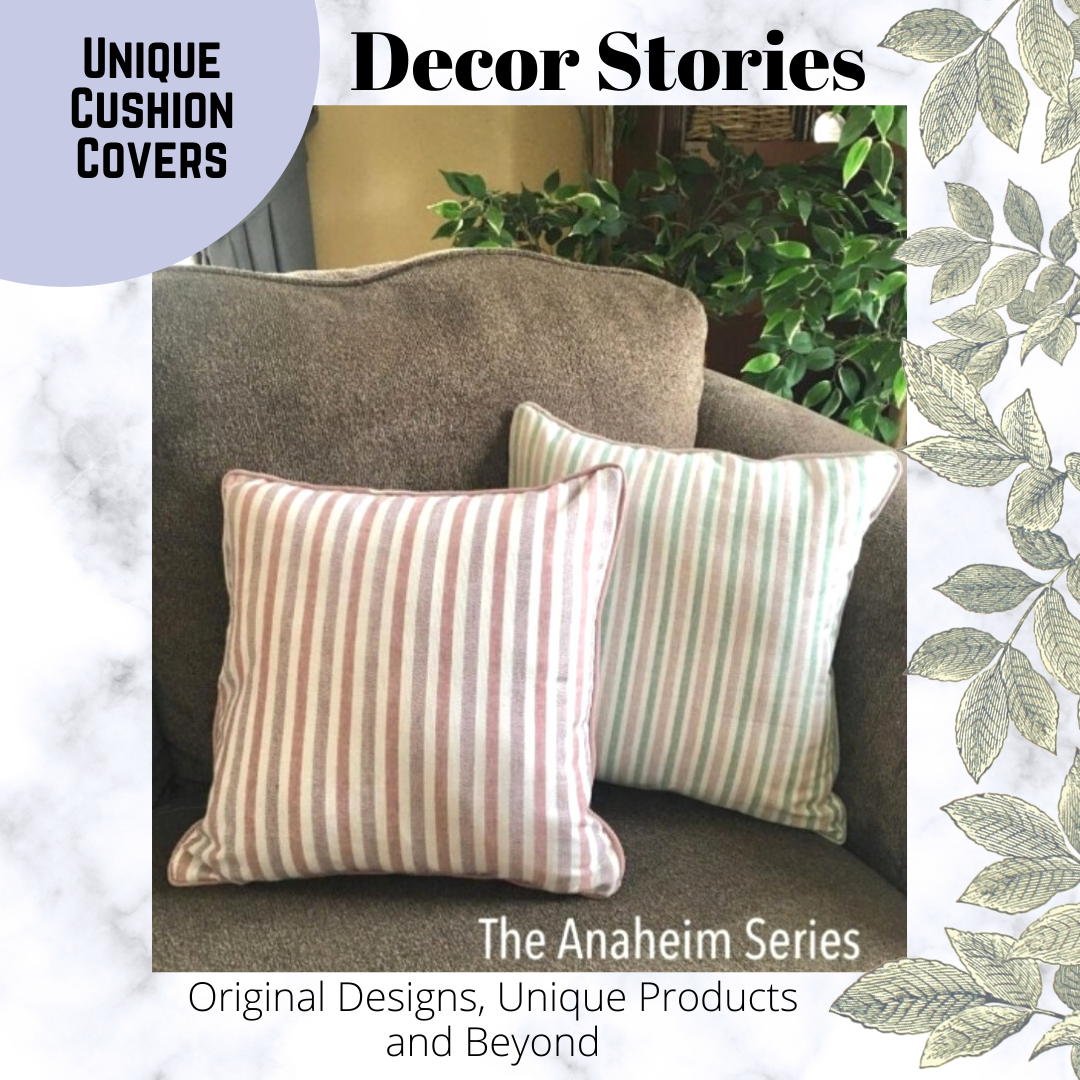 Unique
Cushion
Covers
Decor Stories
The Anaheim Series
Original Designs, Unique Products
and Beyond